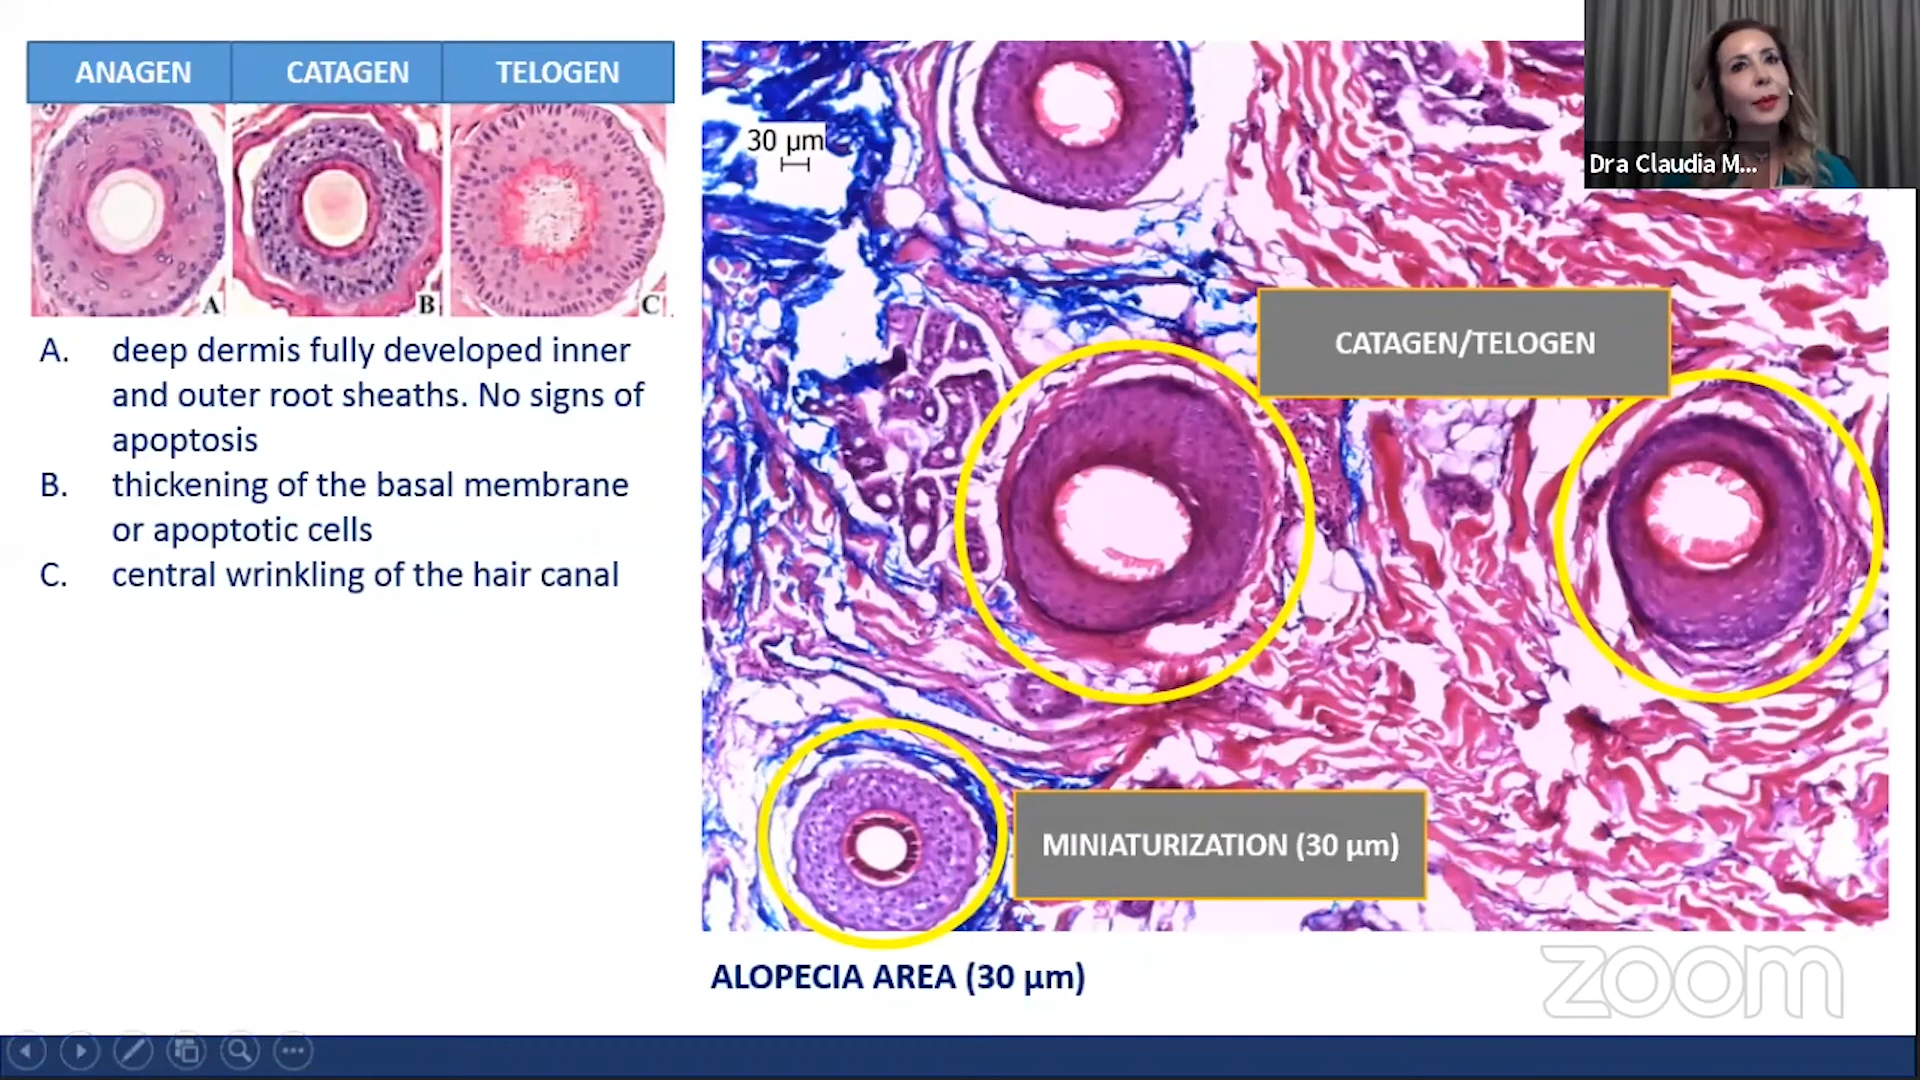 ANAGEN
CATAGEN
TELOGEN
A
B
C
A. deep dermis fully developed inner
and outer root sheaths. No signs of
apoptosis
B. thickening of the basal membrane
or apoptotic cells
C. central wrinkling of the hair canal
30 µm
Dra Claudia M...
CATAGEN/TELOGEN
MINIATURIZATION (30 µm)
ALOPECIA AREA (30 µm)
zoom